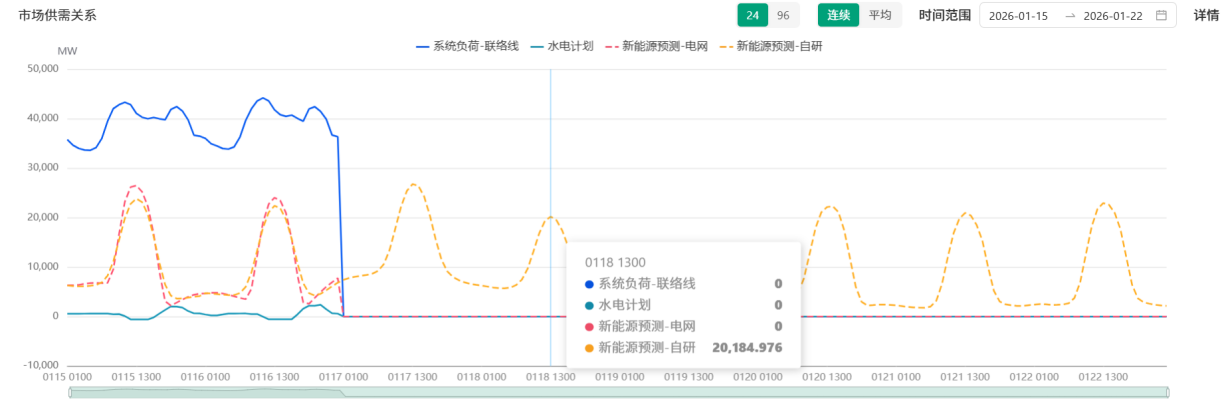 市场供需关系 24 96 连续 平均 时间范围 2026-01-15 → 2026-01-22 详情
MW 系统负荷-联络线 水电计划 新能源预测-电网 新能源预测-自研
50,000
40,000
30,000
20,000
10,000
0
-10,000
0118 1300
系统负荷-联络线 0
水电计划 0
新能源预测-电网 0
新能源预测-自研 20,184.976
0115 0100 0115 1300 0116 0100 0116 1300 0117 0100 0117 1300 0118 0100 0118 1300 0119 0100 0119 1300 0120 0100 0120 1300 0121 0100 0121 1300 0122 0100 0122 1300